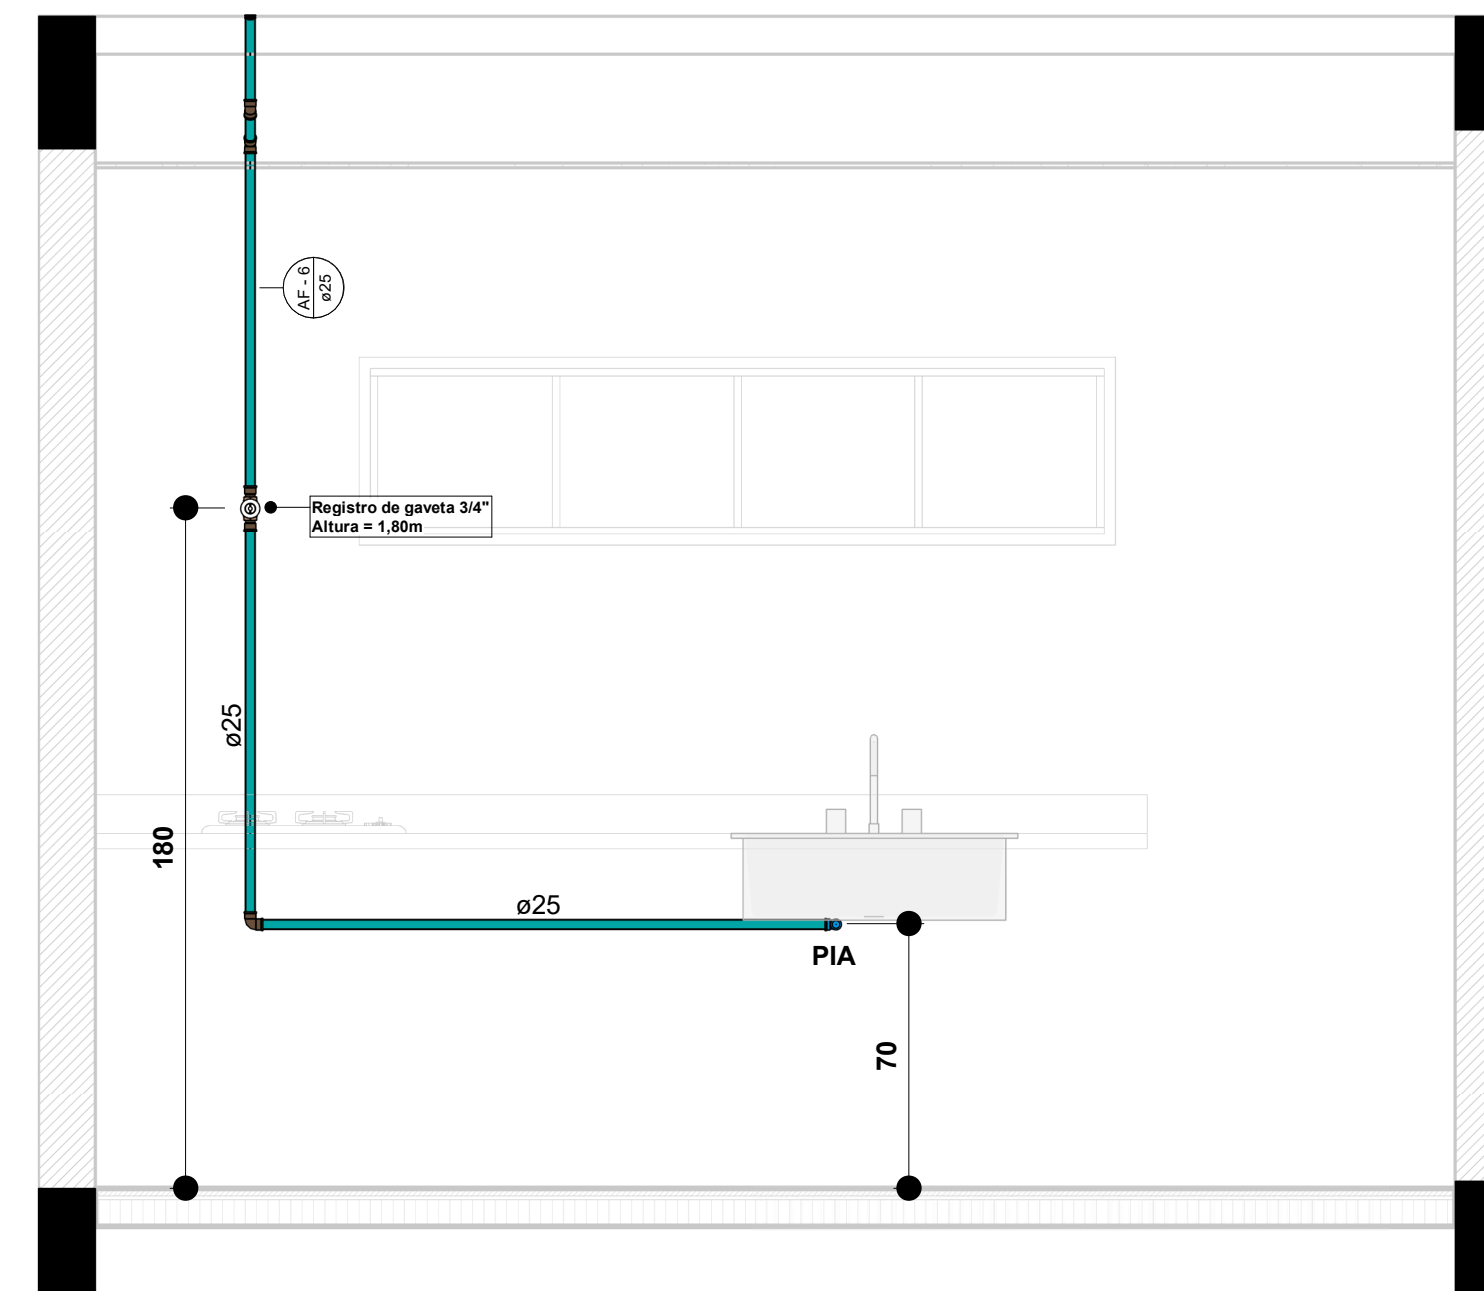 AF - 6
ø25
Registro de gaveta 3/4"
Altura = 1,80m
ø25
180
ø25
PIA
70